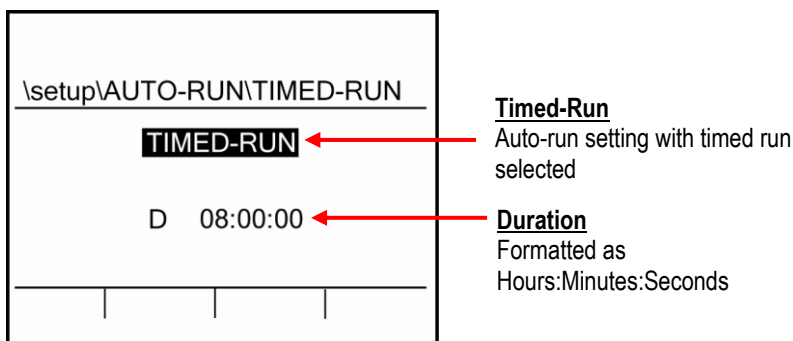 \setup\AUTO-RUN\TIMED-RUN
TIMED-RUN
D 08:00:00
Timed-Run
Auto-run setting with timed run
selected
Duration
Formatted as
Hours:Minutes:Seconds